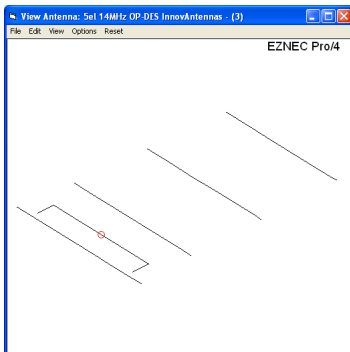 View Antenna: 5el 14MHz OP-DES InnovAntennas - (3)
File Edit View Options Reset
EZNEC Pro/4